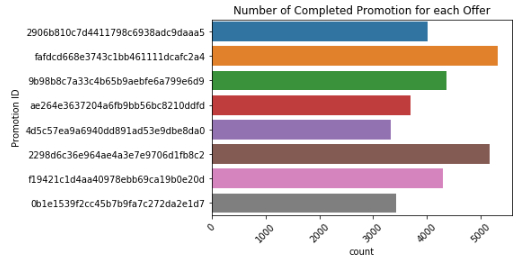 Number of Completed Promotion for each Offer
Promotion ID
2906b810c7d4411798c6938adc9daaa5
fafdcd668e3743c1bb461111dcafc2a4
9b98b8c7a33c4b65b9aebfe6a799e6d9
ae264e3637204a6fb9bb56bc8210ddfd
4d5c57ea9a6940dd891ad53e9dbe8da0
2298d6c36e964ae4a3e7e9706d1fb8c2
f19421c1d4aa40978ebb69ca19b0e20d
0b1e1539f2cc45b7b9fa7c272da2e1d7
0 1000 2000 3000 4000 5000
count